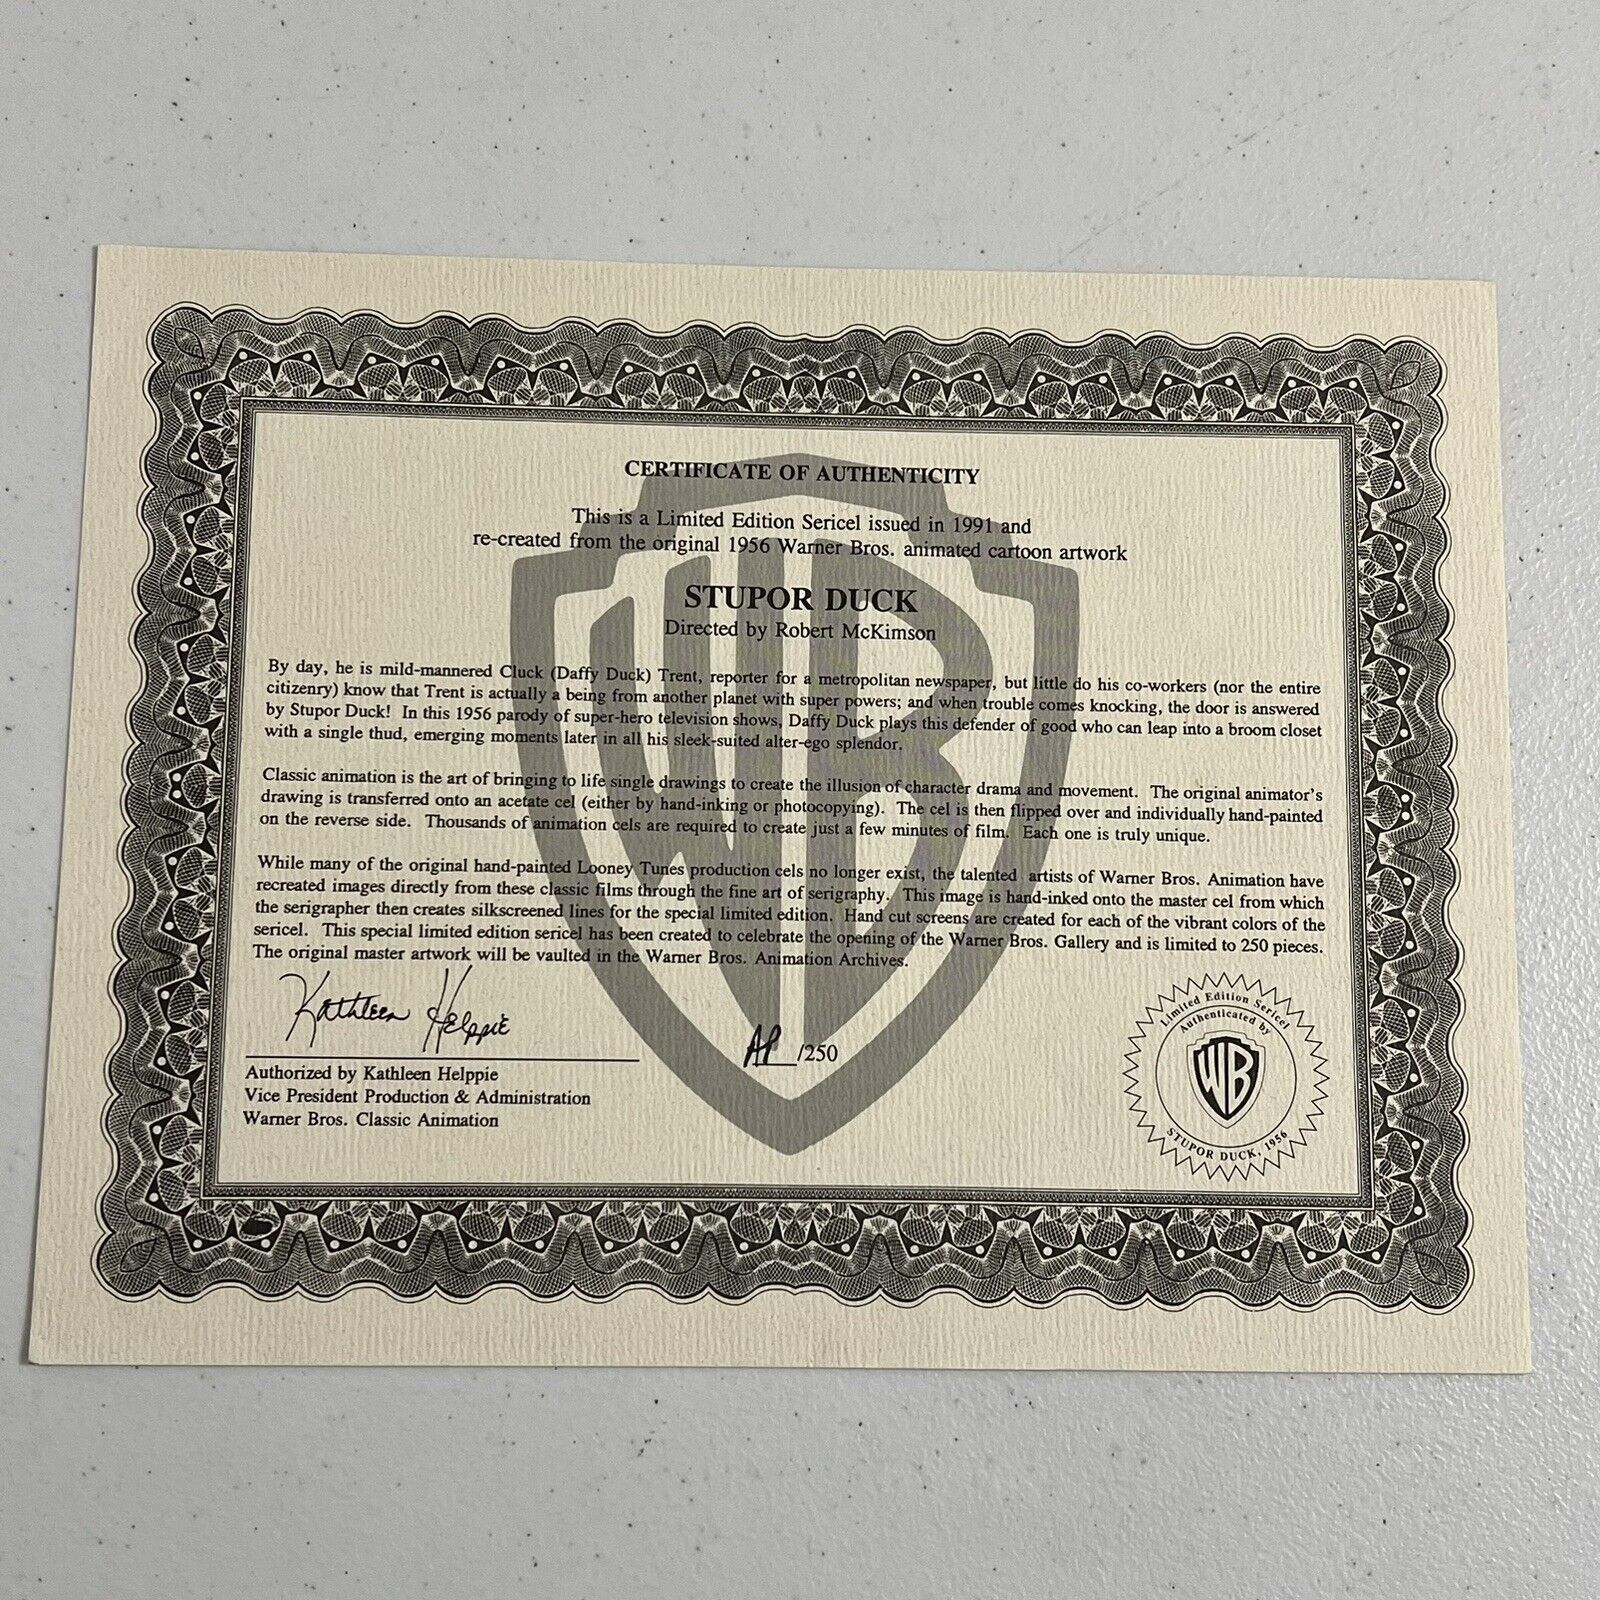 CERTIFICATE OF AUTHENTICITY
This is a Limited Edition Sericel issued in 1991 and
re-created from the original 1956 Warner Bros. animated cartoon artwork
STUPOR DUCK
Directed by Robert McKimson
By day, he is mild-mannered Cluck (Daffy Duck) Trent, reporter for a metropolitan newspaper, but little do his co-workers (nor the entire
citizenry) know that Trent is actually a being from another planet with super powers; and when trouble comes knocking, the door is answered
by Stupor Duck! In this 1956 parody of super-hero television shows, Daffy Duck plays this defender of good who can leap into a broom closet
with a single thud, emerging moments later in all his sleek-suited alter-ego splendor.
Classic animation is the art of bringing to life single drawings to create the illusion of character drama and movement. The original animator's
drawing is transferred onto an acetate cel (either by hand-inking or photocopying). The cel is then flipped over and individually hand-painted
on the reverse side. Thousands of animation cels are required to create just a few minutes of film. Each one is truly unique.
While many of the original hand-painted Looney Tunes production cels no longer exist, the talented artists of Warner Bros. Animation have
recreated images directly from these classic films through the fine art of serigraphy. This image is hand-inked onto the master cel from which
the serigrapher then creates silkscreened lines for the special limited edition. Hand cut screens are created for each of the vibrant colors of the
sericel. This special limited edition sericel has been created to celebrate the opening of the Warner Bros. Gallery and is limited to 250 pieces.
The original master artwork will be vaulted in the Warner Bros. Animation Archives.
Kathleen Helppie
AP /250
Authorized by Kathleen Helppie
Vice President Production & Administration
Warner Bros. Classic Animation
Limited Edition Sericel
Authenticated by
WB
STUPOR DUCK, 1956
WB